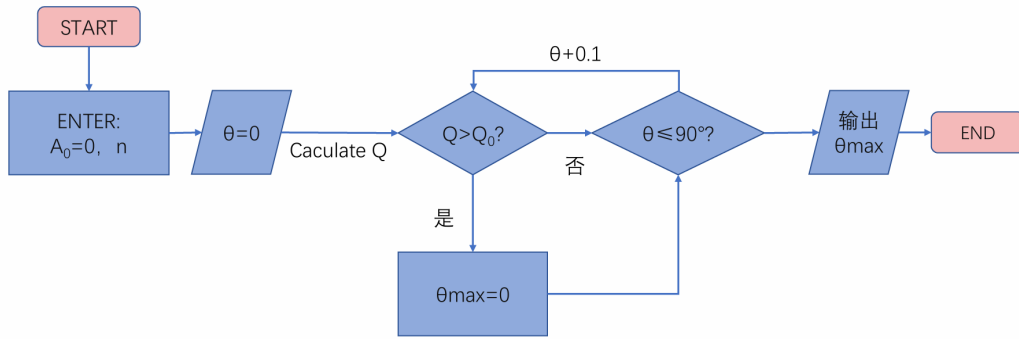 START
ENTER:
A₀=0, n
θ=0
Caculate Q
Q>Q₀?
是
否
θmax=0
θ+0.1
θ≤90°?
输出
θmax
END